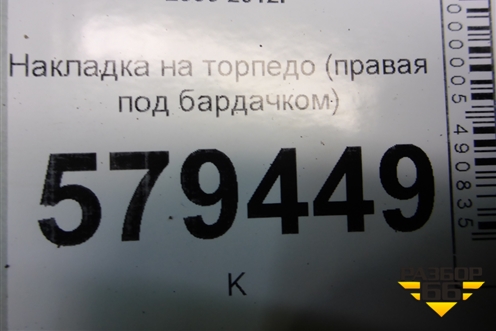 Накладка на торпедо (правая
под бардачком)
579449
К
000005490835
РАЗБОР
66